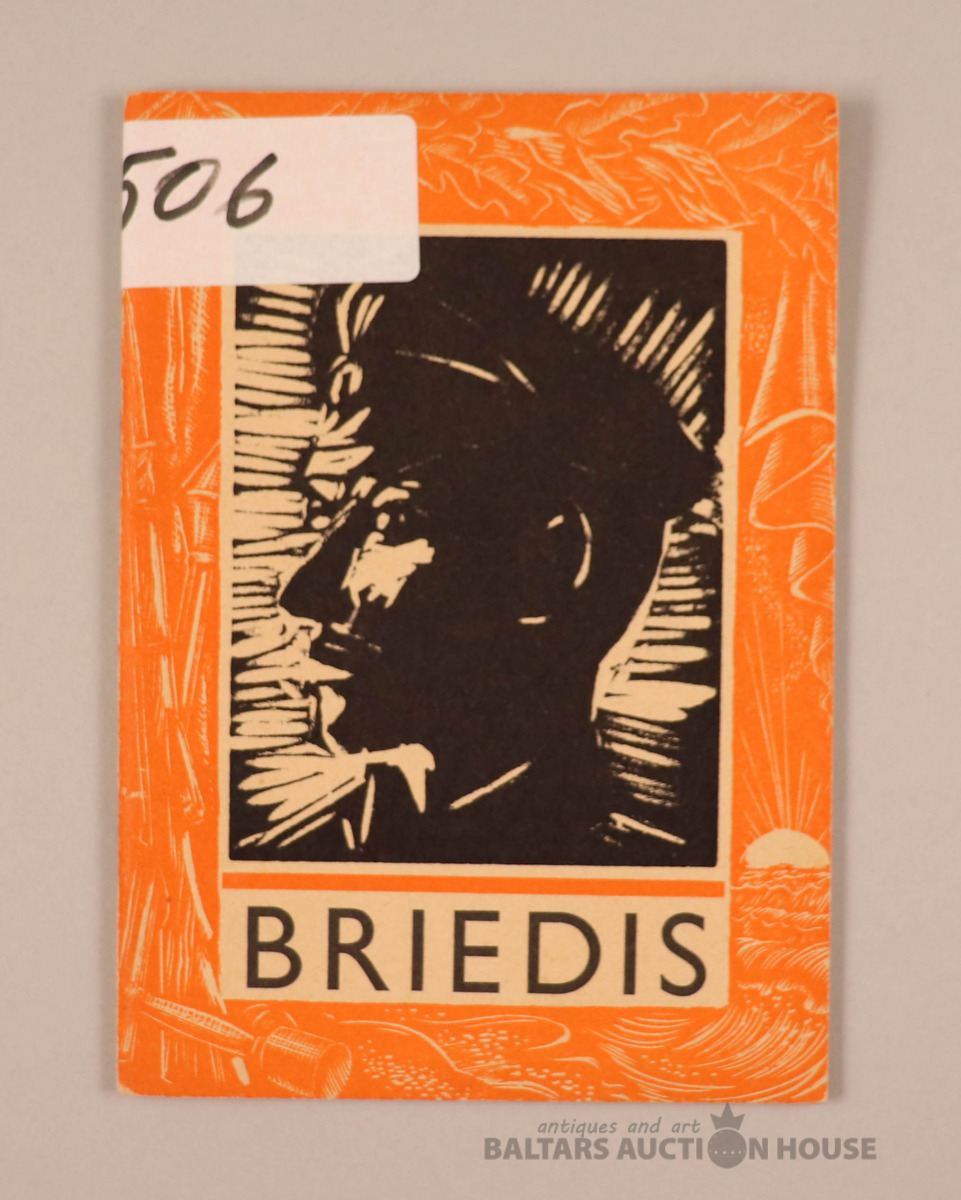 506
BRIEDIS
antiques and art
BALTARS AUCTION HOUSE